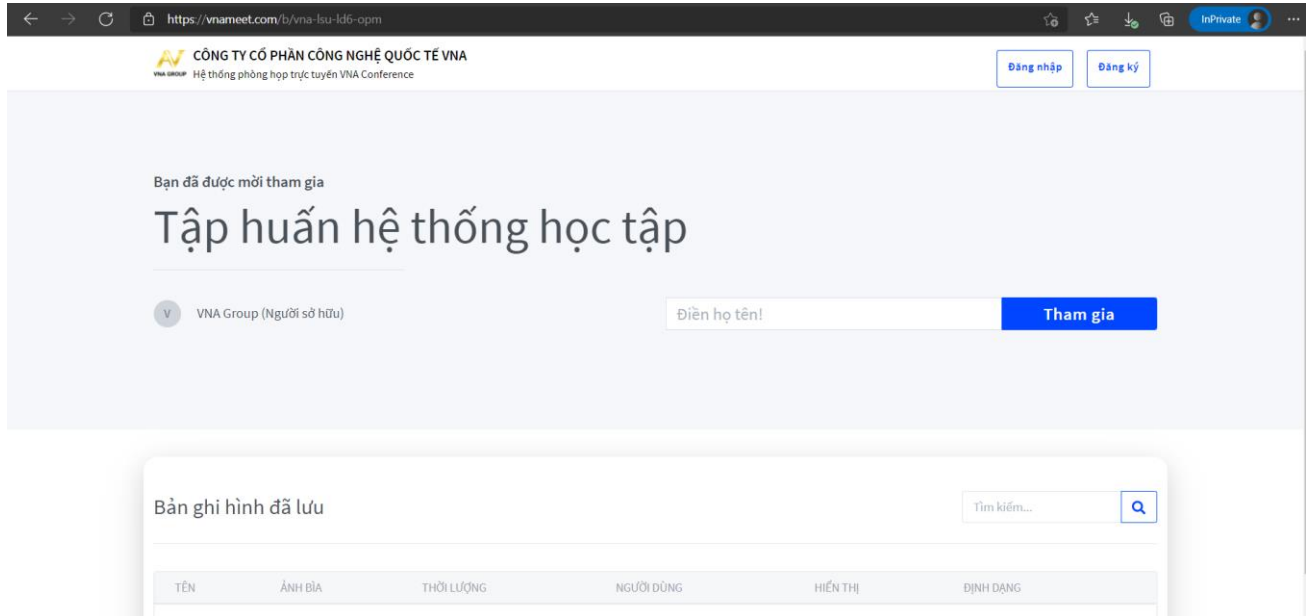 https://vnameet.com/b/vna-lsu-ld6-opm
InPrivate
VNA GROUP
CÔNG TY CỔ PHẦN CÔNG NGHỆ QUỐC TẾ VNA
Hệ thống phòng họp trực tuyến VNA Conference
Đăng nhập
Đăng ký
Bạn đã được mời tham gia
Tập huấn hệ thống học tập
V
VNA Group (Người sở hữu)
Điền họ tên!
Tham gia
Bản ghi hình đã lưu
Tìm kiếm...
TÊN ẢNH BÌA THỜI LƯỢNG NGƯỜI DÙNG HIỂN THỊ ĐỊNH DẠNG